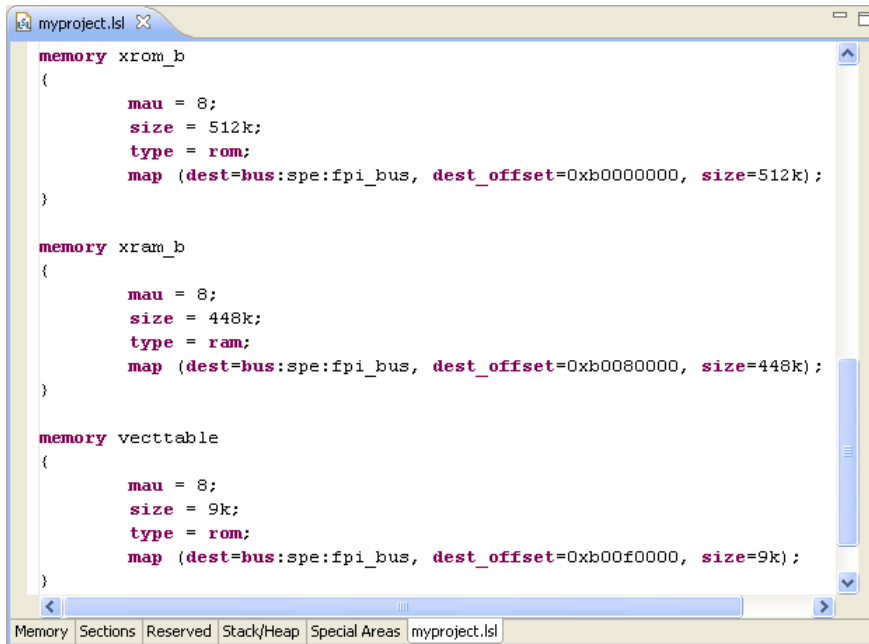 myproject.lsl
memory xrom_b
{
mau = 8;
size = 512k;
type = rom;
map (dest=bus:spe:fpi_bus, dest_offset=0xb0000000, size=512k);
}
memory xram_b
{
mau = 8;
size = 448k;
type = ram;
map (dest=bus:spe:fpi_bus, dest_offset=0xb0080000, size=448k);
}
memory vecttable
{
mau = 8;
size = 9k;
type = rom;
map (dest=bus:spe:fpi_bus, dest_offset=0xb00f0000, size=9k);
}
Memory Sections Reserved Stack/Heap Special Areas myproject.lsl